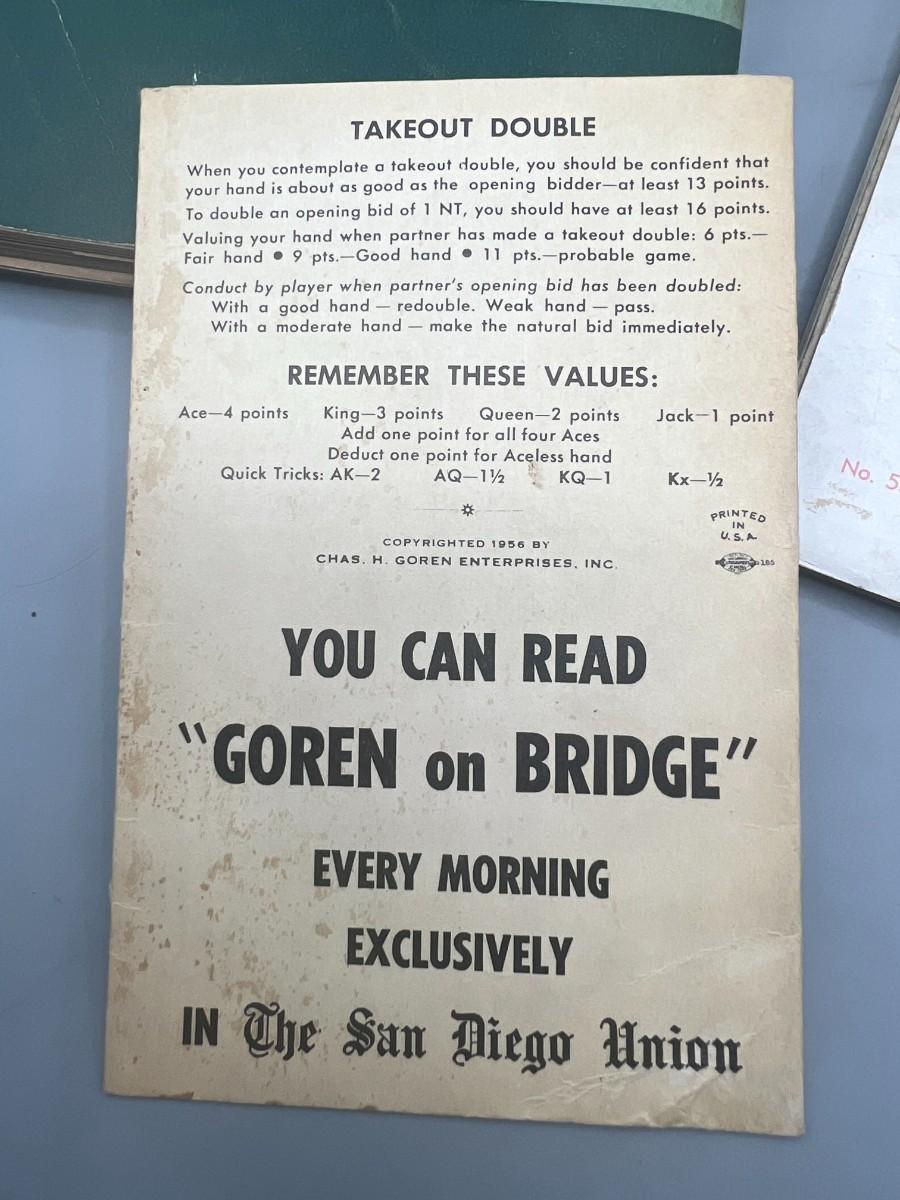 TAKEOUT DOUBLE
When you contemplate a takeout double, you should be confident that
your hand is about as good as the opening bidder—at least 13 points.
To double an opening bid of 1 NT, you should have at least 16 points.
Valuing your hand when partner has made a takeout double: 6 pts.—
Fair hand ● 9 pts.—Good hand ● 11 pts.—probable game.
Conduct by player when partner's opening bid has been doubled:
With a good hand — redouble. Weak hand — pass.
With a moderate hand — make the natural bid immediately.
REMEMBER THESE VALUES:
Ace—4 points King—3 points Queen—2 points Jack—1 point
Add one point for all four Aces
Deduct one point for Aceless hand
Quick Tricks: AK—2 AQ—1½ KQ—1 Kx—½
PRINTED
IN
U.S.A.
185
COPYRIGHTED 1956 BY
CHAS. H. GOREN ENTERPRISES, INC.
YOU CAN READ
"GOREN on BRIDGE"
EVERY MORNING
EXCLUSIVELY
IN The San Diego Union
No. 5